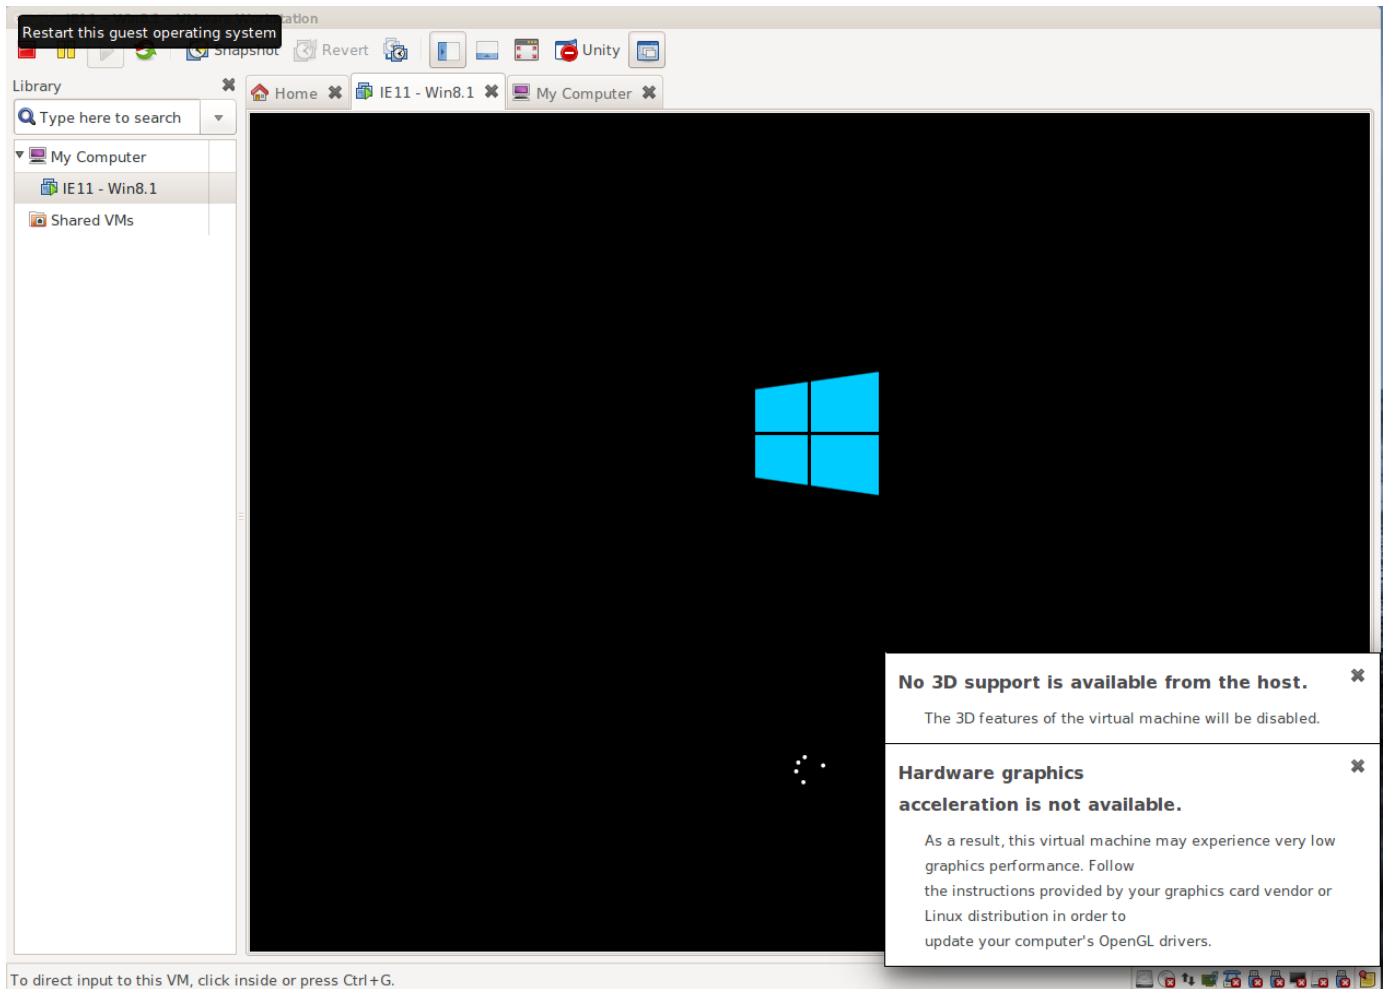 Workstation
Restart this guest operating system
Snapshot
Revert
Unity
Library
Home
IE11 - Win8.1
My Computer
Type here to search
My Computer
IE11 - Win8.1
Shared VMs
No 3D support is available from the host.
The 3D features of the virtual machine will be disabled.
Hardware graphics
acceleration is not available.
As a result, this virtual machine may experience very low
graphics performance. Follow
the instructions provided by your graphics card vendor or
Linux distribution in order to
update your computer's OpenGL drivers.
To direct input to this VM, click inside or press Ctrl+G.